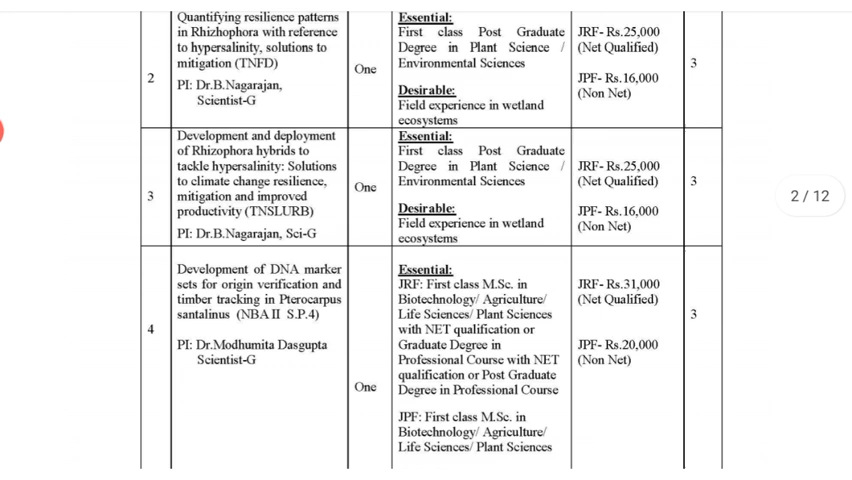 2
Quantifying resilience patterns
in Rhizhophora with reference
to hypersalinity, solutions to
mitigation (TNFD)
PI: Dr.B.Nagarajan,
Scientist-G
One
Essential:
First class Post Graduate
Degree in Plant Science /
Environmental Sciences
Desirable:
Field experience in wetland
ecosystems
JRF- Rs.25,000
(Net Qualified)
JPF- Rs.16,000
(Non Net)
3
3
Development and deployment
of Rhizophora hybrids to
tackle hypersalinity: Solutions
to climate change resilience,
mitigation and improved
productivity (TNSLURB)
PI: Dr.B.Nagarajan, Sci-G
One
Essential:
First class Post Graduate
Degree in Plant Science /
Environmental Sciences
Desirable:
Field experience in wetland
ecosystems
JRF- Rs.25,000
(Net Qualified)
JPF- Rs.16,000
(Non Net)
3
2 / 12
4
Development of DNA marker
sets for origin verification and
timber tracking in Pterocarpus
santalinus (NBA II S.P.4)
PI: Dr.Modhumita Dasgupta
Scientist-G
One
Essential:
JRF: First class M.Sc. in
Biotechnology/ Agriculture/
Life Sciences/ Plant Sciences
with NET qualification or
Graduate Degree in
Professional Course with NET
qualification or Post Graduate
Degree in Professional Course
JPF: First class M.Sc. in
Biotechnology/ Agriculture/
Life Sciences/ Plant Sciences
JRF- Rs.31,000
(Net Qualified)
JPF- Rs.20,000
(Non Net)
3